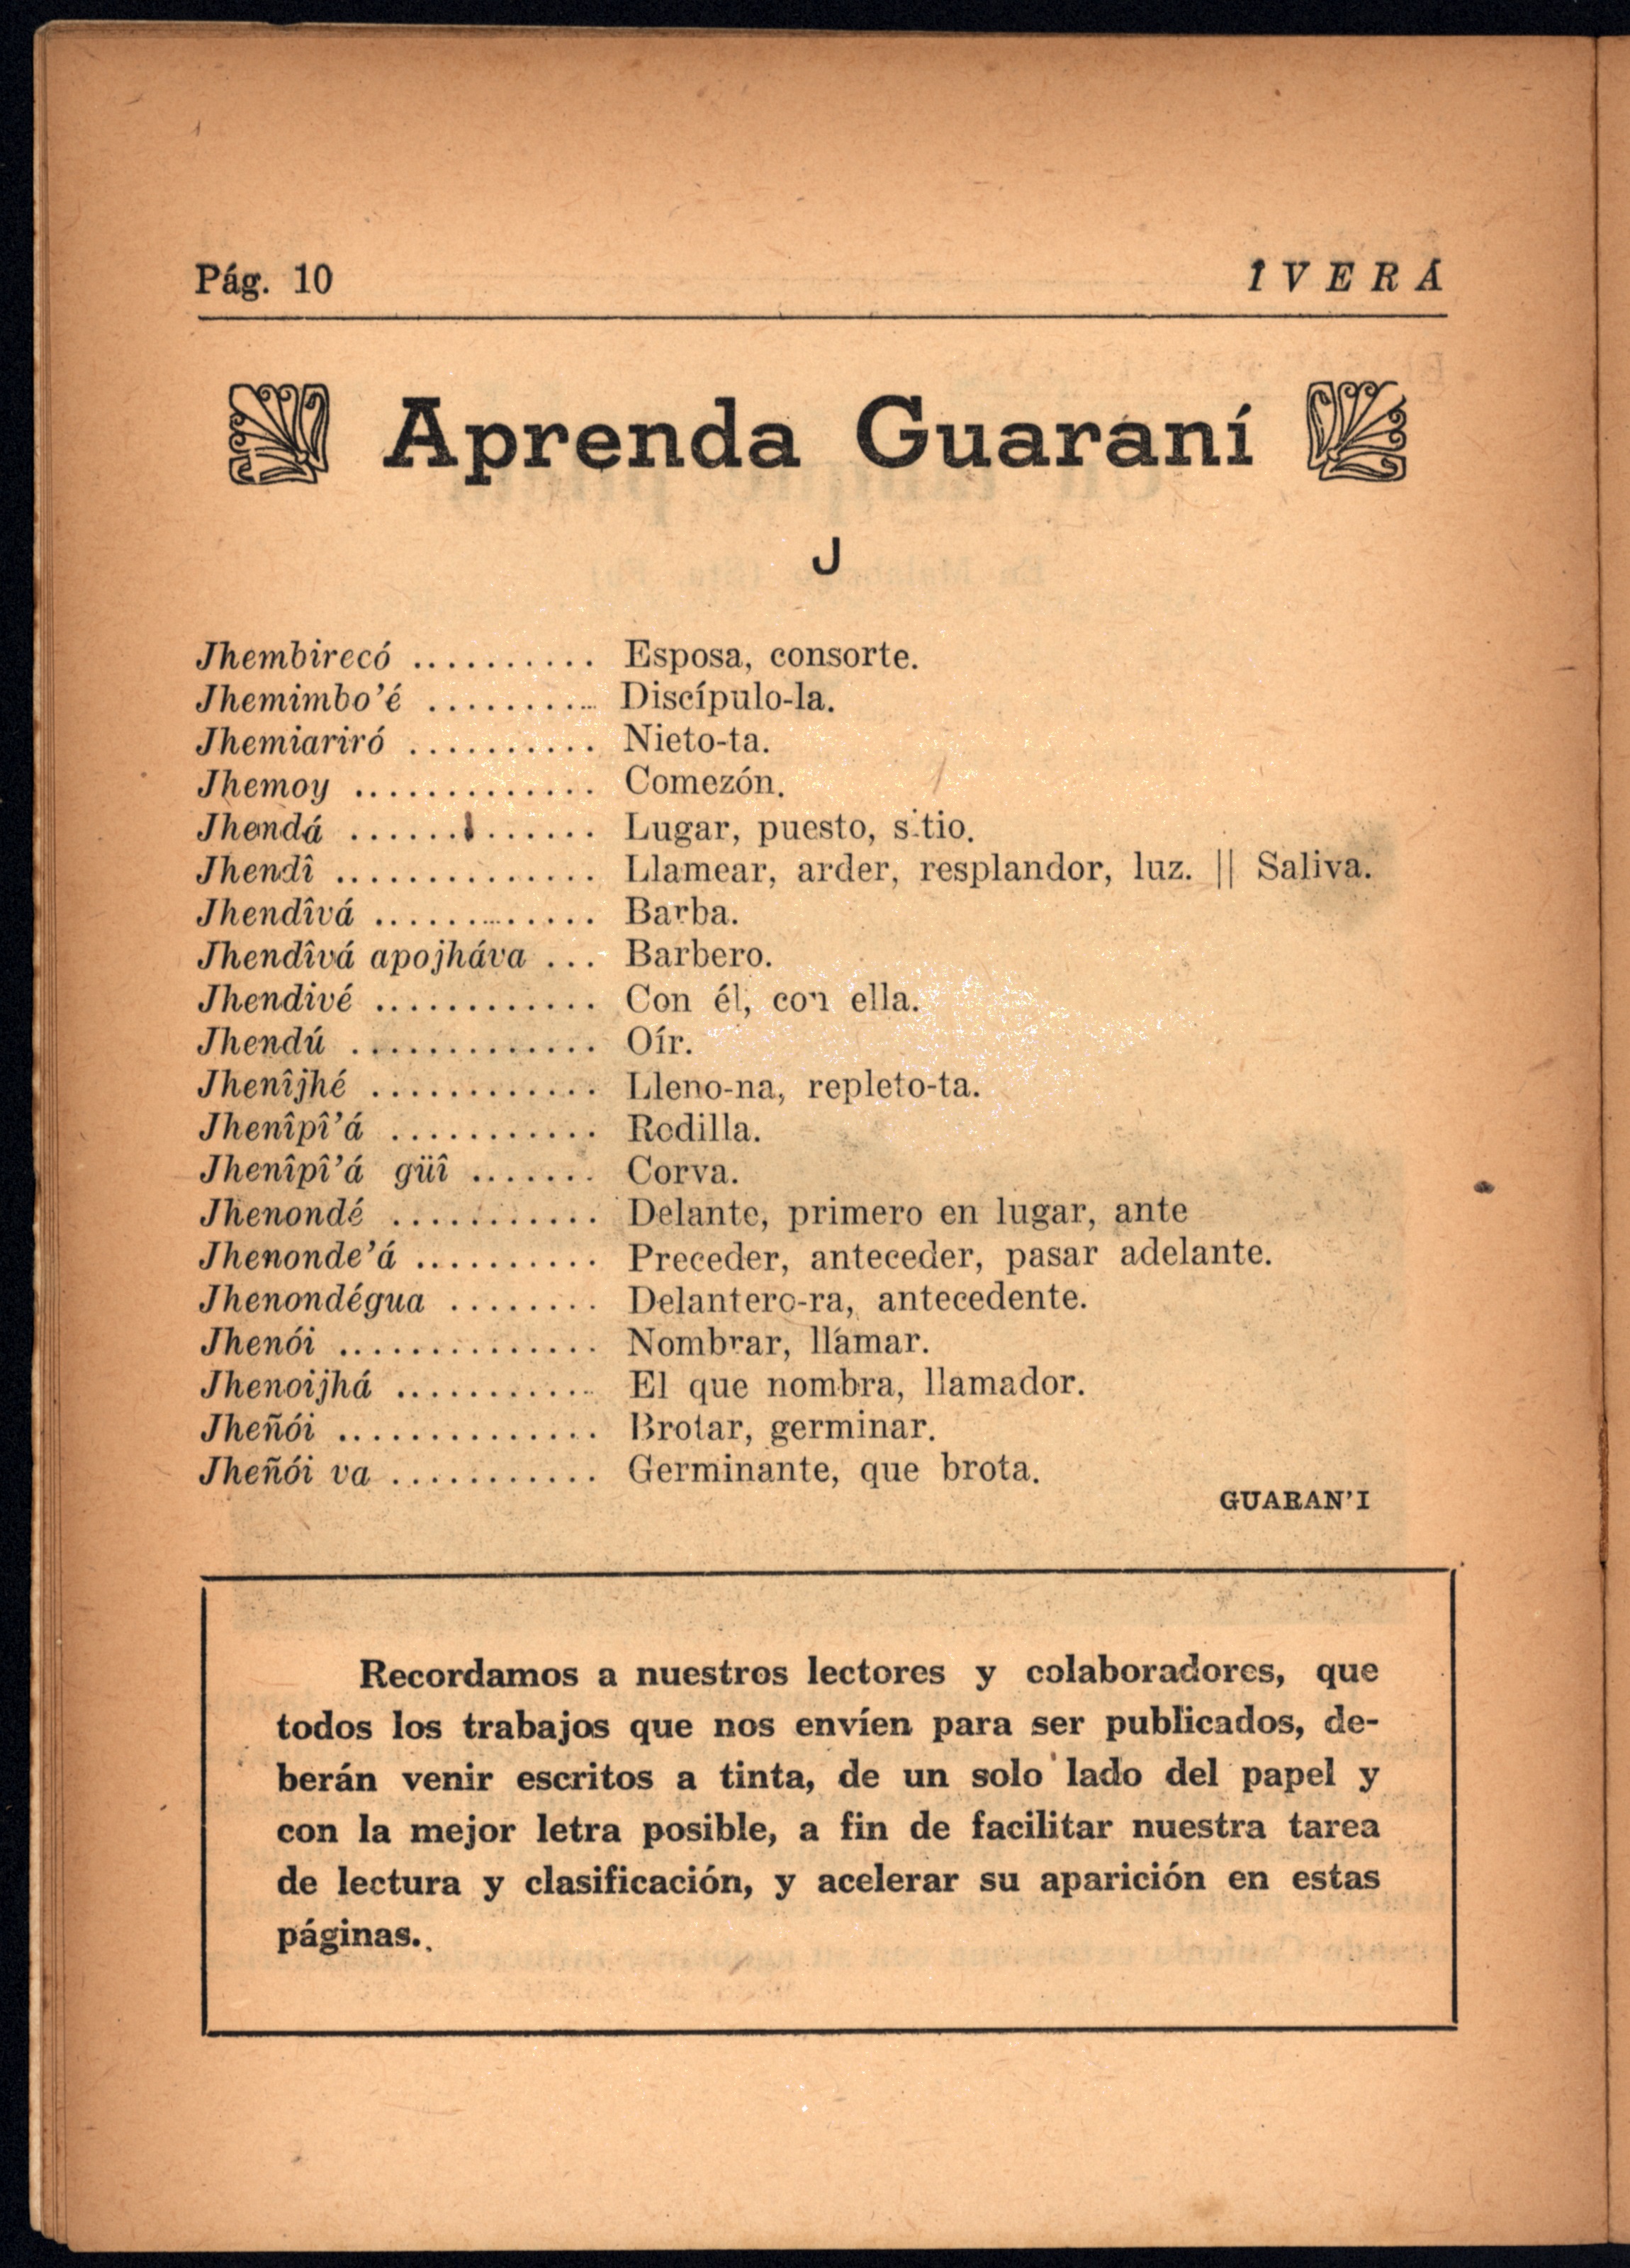 Pág. 10 ÎVERÁ
Aprenda Guaraní
J
Jhembirecó .......... Esposa, consorte.
Jhemimbo'é .......... Discípulo-la.
Jhemiariró .......... Nieto-ta.
Jhemoy ............. Comezón.
Jhendá ............. Lugar, puesto, sitio.
Jhendî .............. Llamear, arder, resplandor, luz. || Saliva.
Jhendîvá ............ Barba.
Jhendîvá apojháva ... Barbero.
Jhendivé ............ Con él, con ella.
Jhendú ............. Oír.
Jhenîjhé ............ Lleno-na, repleto-ta.
Jhenîpî'á ........... Rodilla.
Jhenîpî'á güî ....... Corva.
Jhenondé ........... Delante, primero en lugar, ante
Jhenonde'á .......... Preceder, anteceder, pasar adelante.
Jhenondégua ........ Delantero-ra, antecedente.
Jhenói .............. Nombrar, llamar.
Jhenoijhá ........... El que nombra, llamador.
Jheñói .............. Brotar, germinar.
Jheñói va ........... Germinante, que brota.
GUARAN'I
Recordamos a nuestros lectores y colaboradores, que
todos los trabajos que nos envíen para ser publicados, de-
berán venir escritos a tinta, de un solo lado del papel y
con la mejor letra posible, a fin de facilitar nuestra tarea
de lectura y clasificación, y acelerar su aparición en estas
páginas.